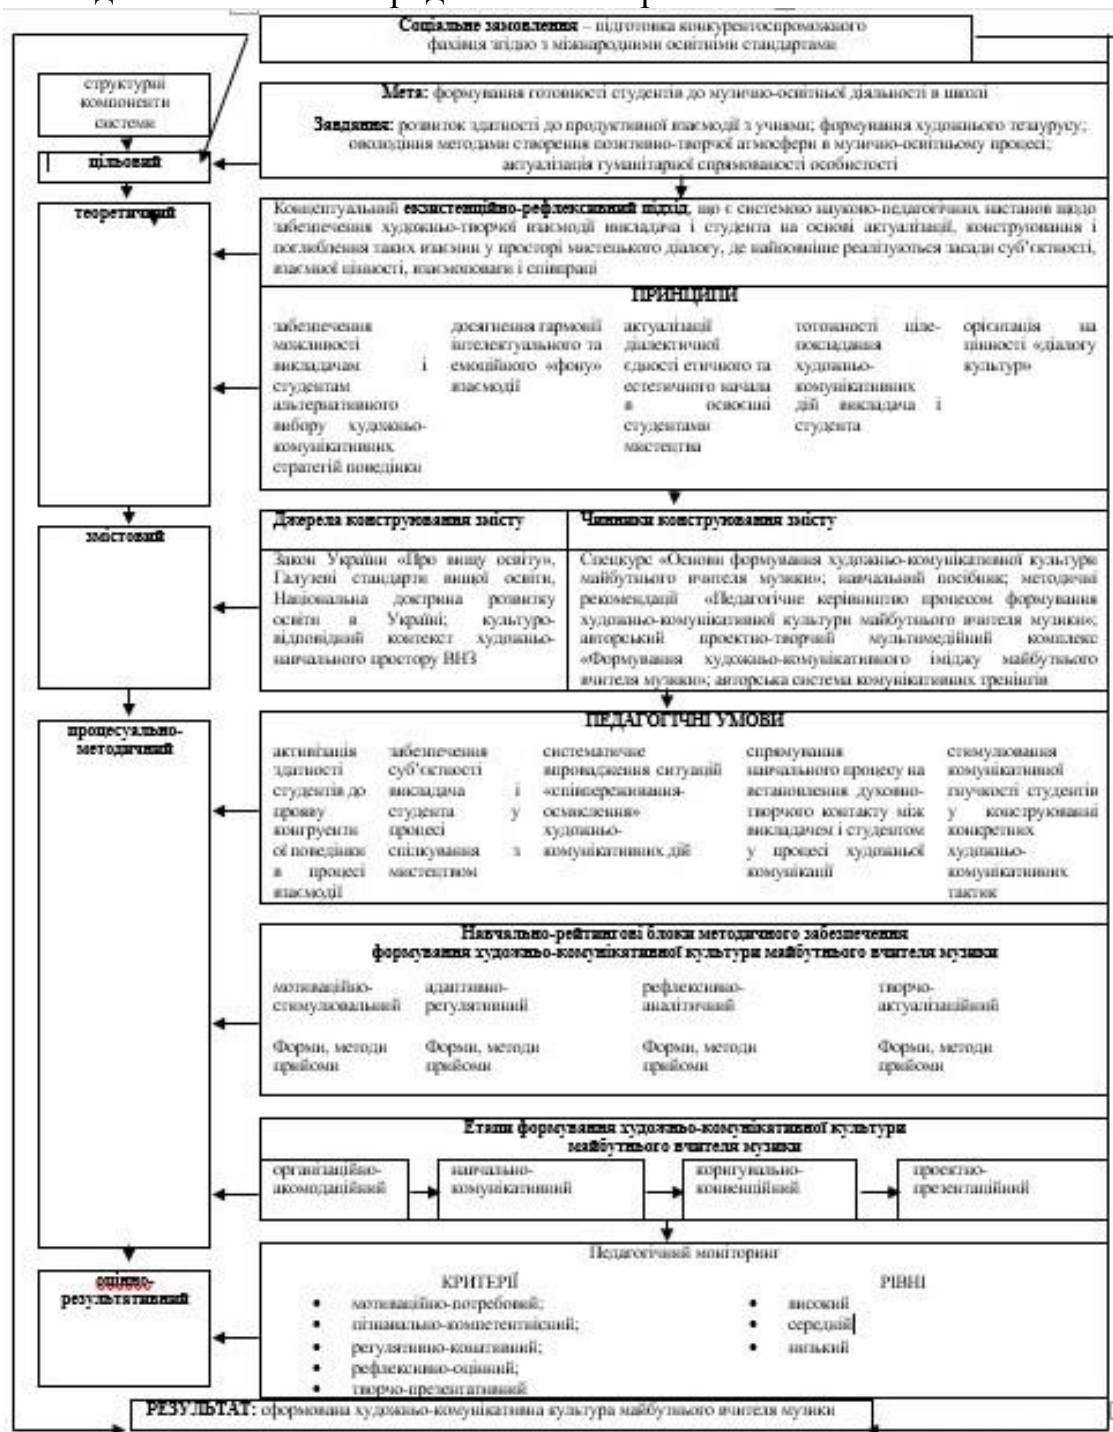 Соціальне замовлення – підготовка конкурентоспроможного
фахівця згідно з міжнародними освітніми стандартами
структурні
компоненти
системи
Мета: формування готовності студентів до музично-освітньої діяльності в школі
Завдання: розвиток здатності до продуктивної взаємодії з учнями; формування художнього тезаурусу;
оволодіння методами створення позитивно-творчої атмосфери в музично-освітньому процесі;
актуалізація гуманітарної спрямованості особистості
цільовий
теоретичний
Концептуальний екзистенційно-рефлексивний підхід, що є системою науково-педагогічних настанов щодо
забезпечення художньо-творчої взаємодії викладача і студента на основі актуалізації, конструювання і
поглиблення таких взаємин у просторі мистецького діалогу, де найповніше реалізуються засади суб’єктності,
взаємної цінності, взаємоповаги і співпраці
ПРИНЦИПИ
забезпечення
можливості
викладачам і
студентам
альтернативного
вибору художньо-
комунікативних
стратегій поведінки
досягнення гармонії
інтелектуального та
емоційного «фону»
взаємодії
актуалізації
діалектичної
єдності етичного та
естетичного начала
в освоєнні
студентами
мистецтва
тотожності ціле-
покладання
художньо-
комунікативних
дій викладача і
студента
орієнтація на
цінності «діалогу
культур»
змістовий
Джерела конструювання змісту
Закон України «Про вищу освіту»,
Галузеві стандарти вищої освіти,
Національна доктрина розвитку
освіти в Україні; культуро-
відповідний контекст художньо-
навчального простору ВНЗ
Чинники конструювання змісту
Спецкурс «Основи формування художньо-комунікативної культури
майбутнього вчителя музики»; навчальний посібник; методичні
рекомендації «Педагогічне керівництво процесом формування
художньо-комунікативної культури майбутнього вчителя музики»;
авторський проектно-творчий мультимедійний комплекс
«Формування художньо-комунікативного іміджу майбутнього
вчителя музики»; авторська система комунікативних тренінгів
процесуально-
методичний
ПЕДАГОГІЧНІ УМОВИ
активізація
здатності
студентів до
прояву
конгруентн
ої поведінки
в процесі
взаємодії
забезпечення
суб’єктності
викладача і
студента у
процесі
спілкування з
мистецтвом
систематичне
впровадження ситуацій
«співпереживання-
осмислення»
художньо-
комунікативних дій
спрямування
навчального процесу на
встановлення духовно-
творчого контакту між
викладачем і студентом
у процесі художньої
комунікації
стимулювання
комунікативної
гнучкості студентів
у конструюванні
конкретних
художньо-
комунікативних
тактик
Навчально-рейтингові блоки методичного забезпечення
формування художньо-комунікативної культури майбутнього вчителя музики
мотиваційно-
стимулювальний
адаптивно-
регулятивний
рефлексивно-
аналітичний
творчо-
актуалізаційний
Форми, методи
прийоми
Форми, методи
прийоми
Форми, методи
прийоми
Форми, методи
прийоми
Етапи формування художньо-комунікативної культури
майбутнього вчителя музики
організаційно-
акомодаційний
навчально-
комунікативний
коригувально-
конвенційний
проектно-
презентаційний
оцінно-
результативний
Педагогічний моніторинг
КРИТЕРІЇ
• мотиваційно-потребовий;
• пізнавально-компетентнісний;
• регулятивно-конативний;
• рефлексивно-оцінний;
• творчо-презентативний
РІВНІ
• високий
• середній
• низький
РЕЗУЛЬТАТ: сформована художньо-комунікативна культура майбутнього вчителя музики